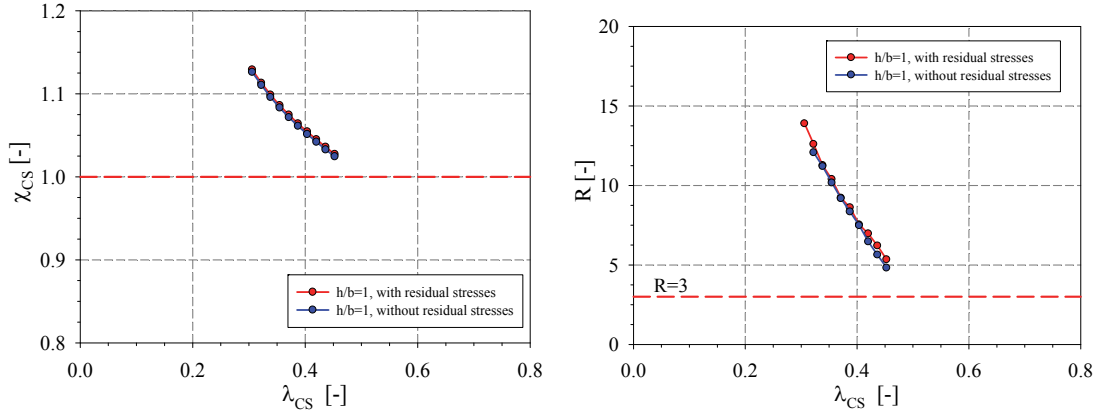 1.2
1.1
1.0
0.9
0.8
χCS [-]
0.0 0.2 0.4 0.6 0.8
λCS [-]
h/b=1, with residual stresses
h/b=1, without residual stresses
20
15
10
5
0
R [-]
0.0 0.2 0.4 0.6 0.8
λCS [-]
h/b=1, with residual stresses
h/b=1, without residual stresses
R=3